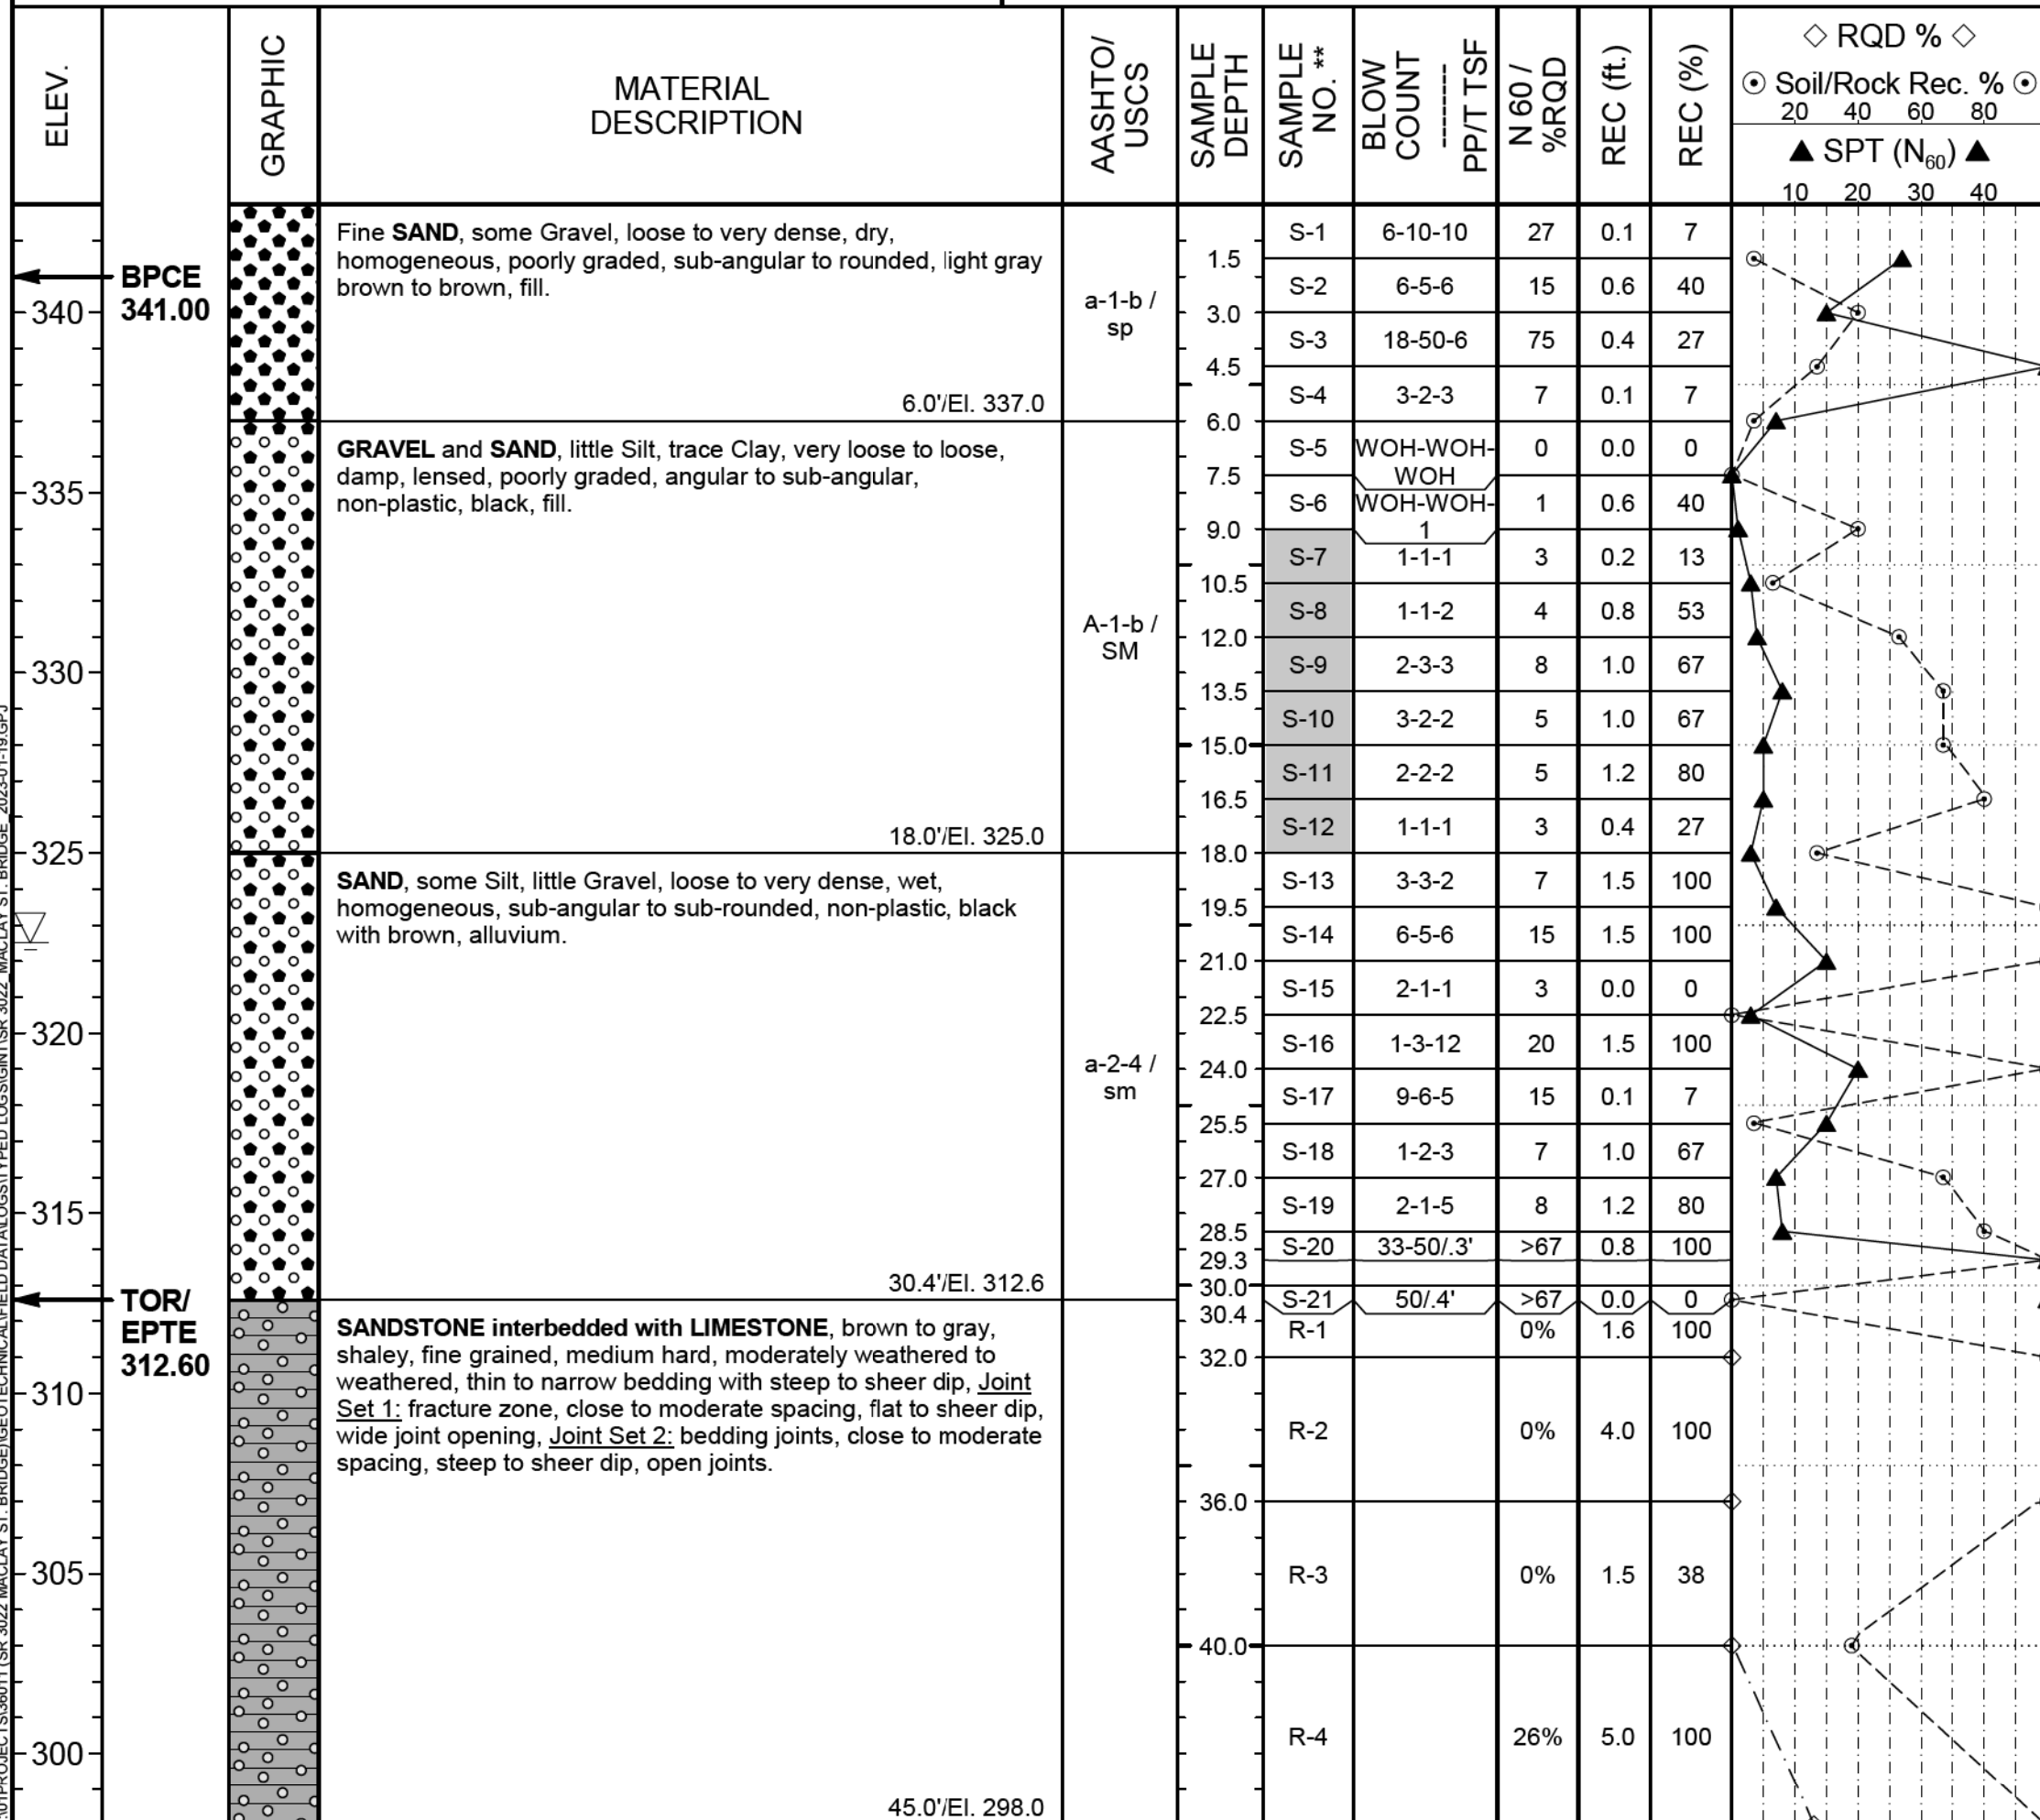 ELEV.
GRAPHIC
MATERIAL
DESCRIPTION
AASHTO/
USCS
SAMPLE
DEPTH
SAMPLE
NO. **
BLOW
COUNT
--------
PP/T TSF
N 60 /
%RQD
REC (ft.)
REC (%)
◇ RQD % ◇
⊙ Soil/Rock Rec. % ⊙
20 40 60 80
▲ SPT (N60) ▲
10 20 30 40
BPCE
341.00
340
335
330
325
320
315
TOR/
EPTE
312.60
310
305
300
Fine SAND, some Gravel, loose to very dense, dry,
homogeneous, poorly graded, sub-angular to rounded, light gray
brown to brown, fill.
6.0'/El. 337.0
a-1-b /
sp
GRAVEL and SAND, little Silt, trace Clay, very loose to loose,
damp, lensed, poorly graded, angular to sub-angular,
non-plastic, black, fill.
18.0'/El. 325.0
A-1-b /
SM
SAND, some Silt, little Gravel, loose to very dense, wet,
homogeneous, sub-angular to sub-rounded, non-plastic, black
with brown, alluvium.
30.4'/El. 312.6
a-2-4 /
sm
SANDSTONE interbedded with LIMESTONE, brown to gray,
shaley, fine grained, medium hard, moderately weathered to
weathered, thin to narrow bedding with steep to sheer dip, Joint
Set 1: fracture zone, close to moderate spacing, flat to sheer dip,
wide joint opening, Joint Set 2: bedding joints, close to moderate
spacing, steep to sheer dip, open joints.
45.0'/El. 298.0
S-1 6-10-10 27 0.1 7
1.5
S-2 6-5-6 15 0.6 40
3.0
S-3 18-50-6 75 0.4 27
4.5
S-4 3-2-3 7 0.1 7
6.0
S-5 WOH-WOH- 0 0.0 0
7.5 WOH
S-6 WOH-WOH- 1 0.6 40
9.0 1
S-7 1-1-1 3 0.2 13
10.5
S-8 1-1-2 4 0.8 53
12.0
S-9 2-3-3 8 1.0 67
13.5
S-10 3-2-2 5 1.0 67
15.0
S-11 2-2-2 5 1.2 80
16.5
S-12 1-1-1 3 0.4 27
18.0
S-13 3-3-2 7 1.5 100
19.5
S-14 6-5-6 15 1.5 100
21.0
S-15 2-1-1 3 0.0 0
22.5
S-16 1-3-12 20 1.5 100
24.0
S-17 9-6-5 15 0.1 7
25.5
S-18 1-2-3 7 1.0 67
27.0
S-19 2-1-5 8 1.2 80
28.5
S-20 33-50/.3' >67 0.8 100
29.3
30.0
S-21 50/.4' >67 0.0 0
30.4
R-1 0% 1.6 100
32.0
R-2 0% 4.0 100
36.0
R-3 0% 1.5 38
40.0
R-4 26% 5.0 100